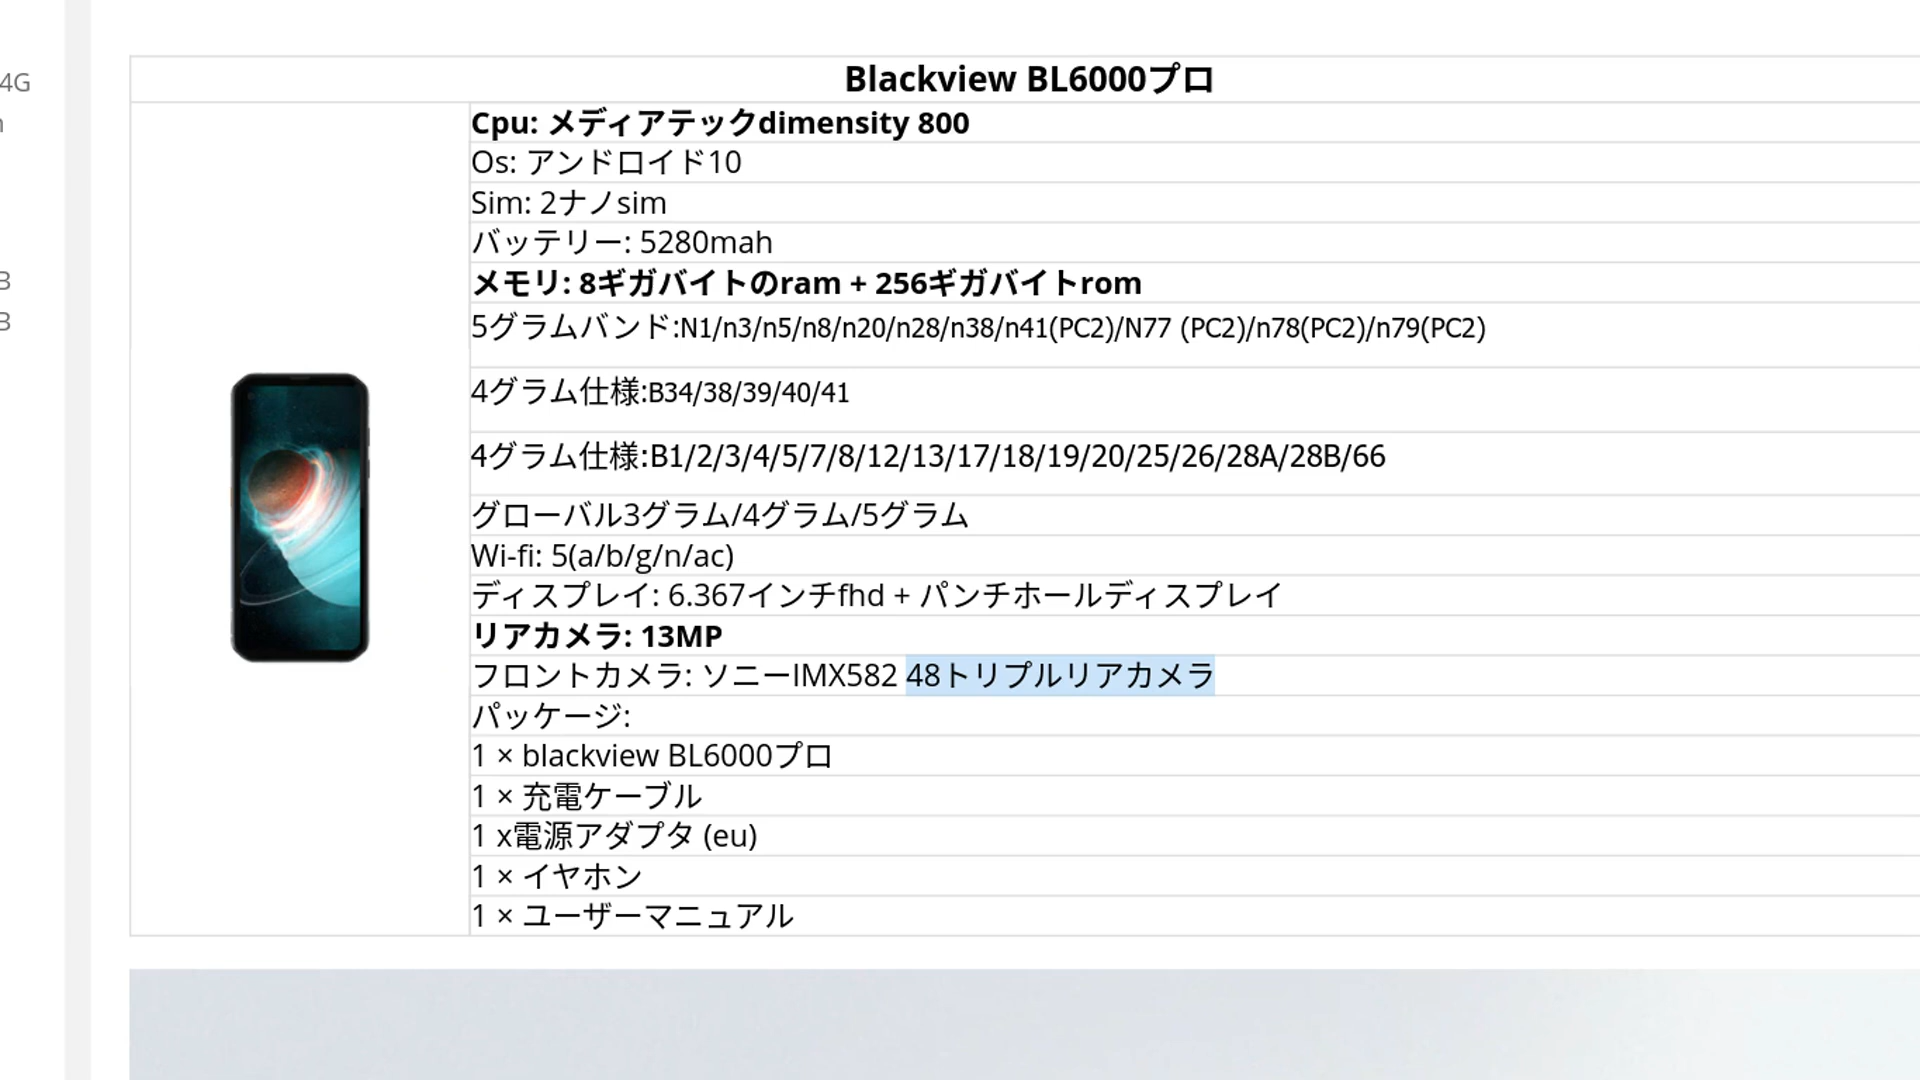 4G
B
B
Blackview BL6000プロ
Cpu: メディアテックdimensity 800
Os: アンドロイド10
Sim: 2ナノsim
バッテリー: 5280mah
メモリ: 8ギガバイトのram + 256ギガバイトrom
5グラムバンド:N1/n3/n5/n8/n20/n28/n38/n41(PC2)/N77 (PC2)/n78(PC2)/n79(PC2)
4グラム仕様:B34/38/39/40/41
4グラム仕様:B1/2/3/4/5/7/8/12/13/17/18/19/20/25/26/28A/28B/66
グローバル3グラム/4グラム/5グラム
Wi-fi: 5(a/b/g/n/ac)
ディスプレイ: 6.367インチfhd + パンチホールディスプレイ
リアカメラ: 13MP
フロントカメラ: ソニーIMX582 48トリプルリアカメラ
パッケージ:
1 × blackview BL6000プロ
1 × 充電ケーブル
1 x電源アダプタ (eu)
1 × イヤホン
1 × ユーザーマニュアル